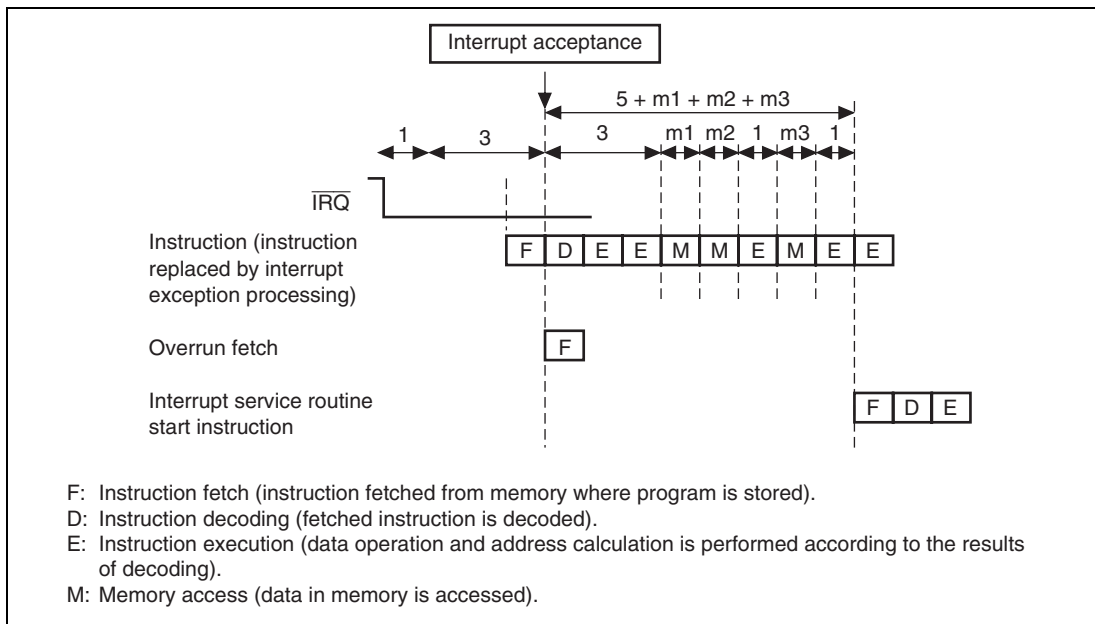 Interrupt acceptance
5 + m1 + m2 + m3
1 3 3 m1 m2 1 m3 1
IRQ
Instruction (instruction
replaced by interrupt
exception processing)
F D E E M M E M E E
Overrun fetch
F
Interrupt service routine
start instruction
F D E
F: Instruction fetch (instruction fetched from memory where program is stored).
D: Instruction decoding (fetched instruction is decoded).
E: Instruction execution (data operation and address calculation is performed according to the results
of decoding).
M: Memory access (data in memory is accessed).